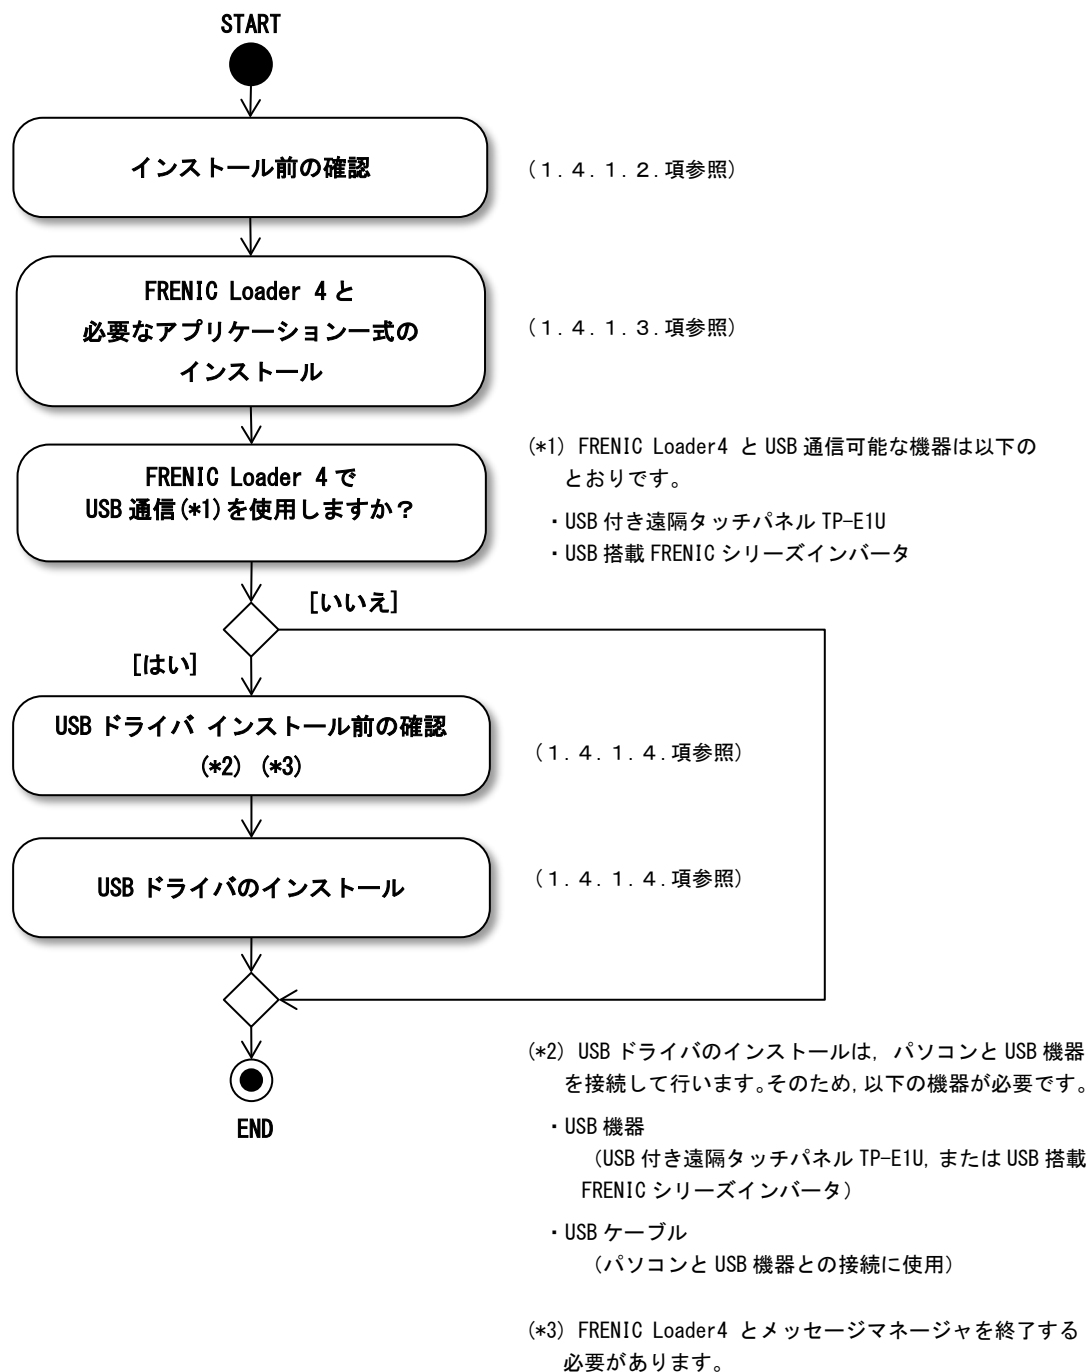 START
インストール前の確認
(１.４.１.２.項参照)
FRENIC Loader 4 と
必要なアプリケーション一式の
インストール
(１.４.１.３.項参照)
FRENIC Loader 4 で
USB 通信(*1)を使用しますか？
(*1) FRENIC Loader4 と USB 通信可能な機器は以下の
とおりです。
・USB 付き遠隔タッチパネル TP-E1U
・USB 搭載 FRENIC シリーズインバータ
[いいえ]
[はい]
USB ドライバ インストール前の確認
(*2) (*3)
(１.４.１.４.項参照)
USB ドライバのインストール
(１.４.１.４.項参照)
END
(*2) USB ドライバのインストールは, パソコンと USB 機器
を接続して行います。そのため, 以下の機器が必要です。
・USB 機器
（USB 付き遠隔タッチパネル TP-E1U, または USB 搭載
FRENIC シリーズインバータ）
・USB ケーブル
（パソコンと USB 機器との接続に使用）
(*3) FRENIC Loader4 とメッセージマネージャを終了する
必要があります。